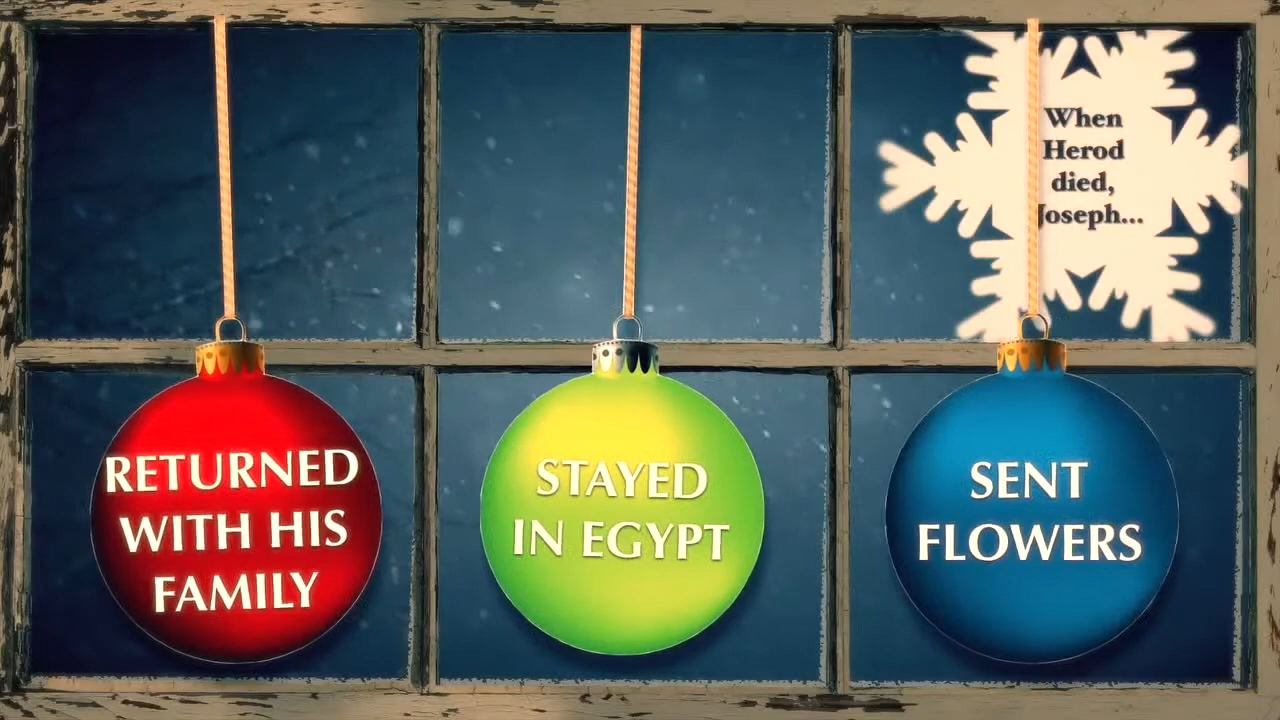 When
Herod
died,
Joseph...
RETURNED
WITH HIS
FAMILY
STAYED
IN EGYPT
SENT
FLOWERS